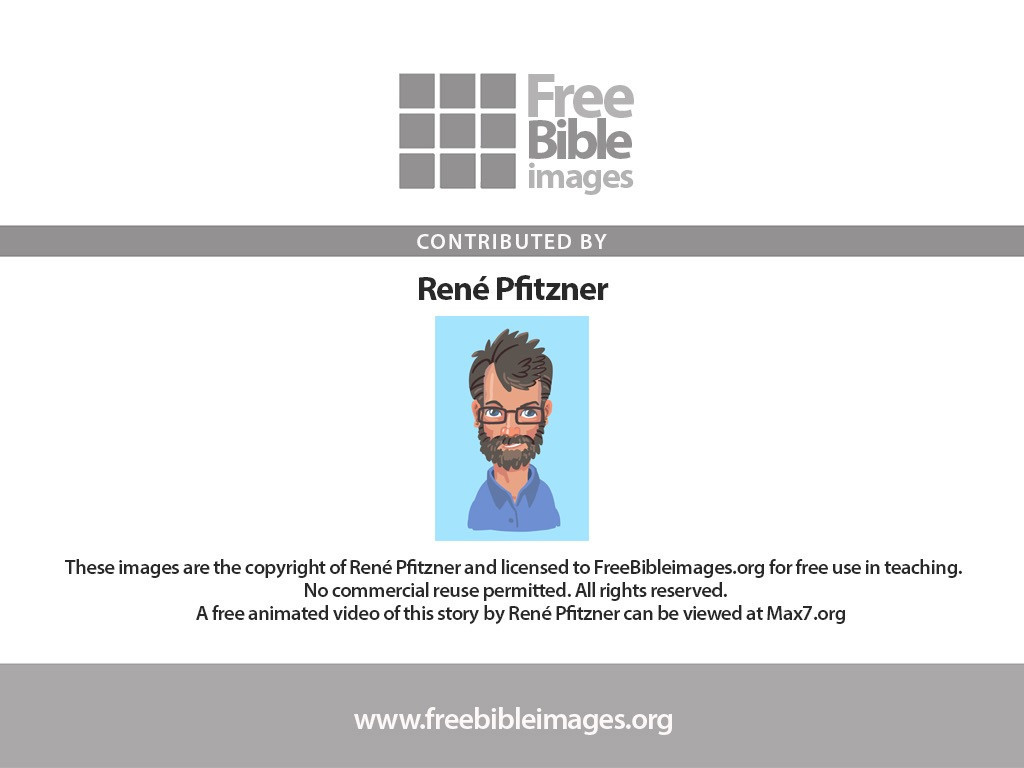 Free
Bible
images
CONTRIBUTED BY
René Pfitzner
These images are the copyright of René Pfitzner and licensed to FreeBibleimages.org for free use in teaching.
No commercial reuse permitted. All rights reserved.
A free animated video of this story by René Pfitzner can be viewed at Max7.org
www.freebibleimages.org